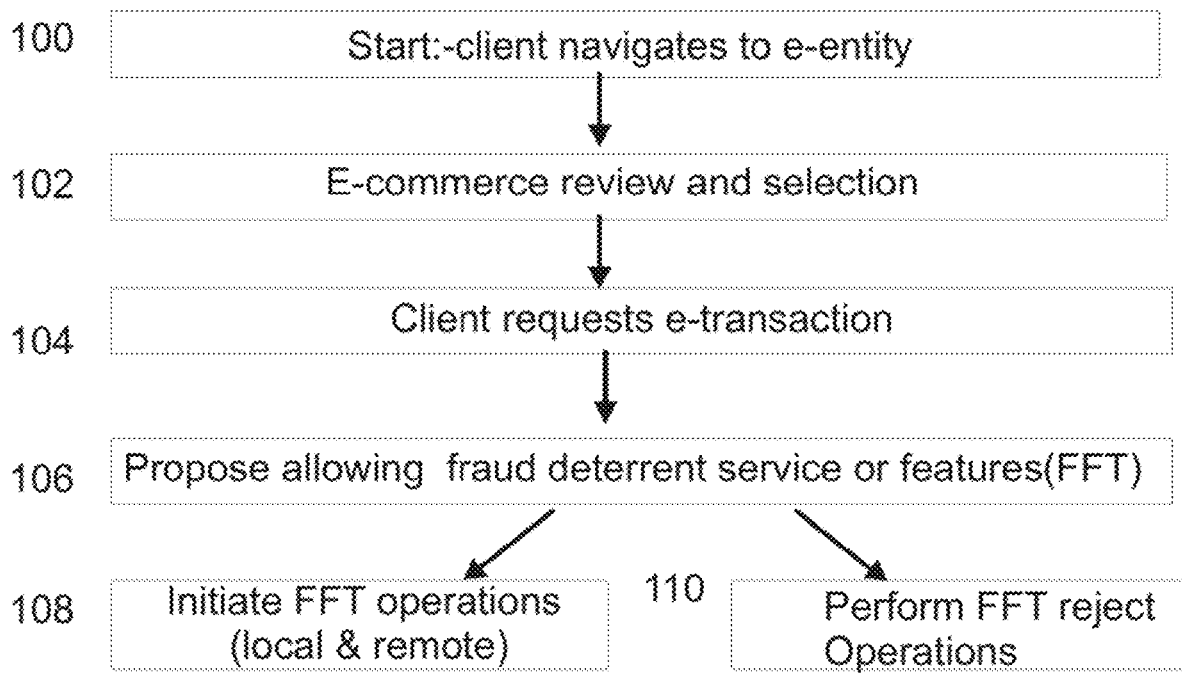 100
Start:-client navigates to e-entity
102
E-commerce review and selection
104
Client requests e-transaction
106
Propose allowing fraud deterrent service or features(FFT)
108
Initiate FFT operations
(local & remote)
110
Perform FFT reject
Operations